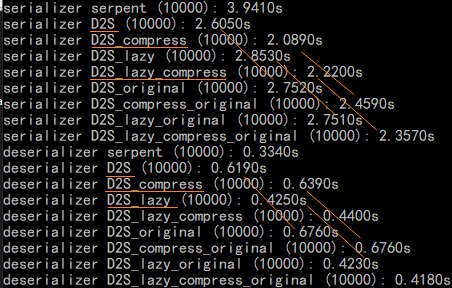 serializer serpent (10000): 3.9410s
serializer D2S (10000): 2.6050s
serializer D2S_compress (10000): 2.0890s
serializer D2S_lazy (10000): 2.8530s
serializer D2S_lazy_compress (10000): 2.2200s
serializer D2S_original (10000): 2.7520s
serializer D2S_compress_original (10000): 2.4590s
serializer D2S_lazy_original (10000): 2.7510s
serializer D2S_lazy_compress_original (10000): 2.3570s
deserializer serpent (10000): 0.3340s
deserializer D2S (10000): 0.6190s
deserializer D2S_compress (10000): 0.6390s
deserializer D2S_lazy (10000): 0.4250s
deserializer D2S_lazy_compress (10000): 0.4400s
deserializer D2S_original (10000): 0.6760s
deserializer D2S_compress_original (10000): 0.6760s
deserializer D2S_lazy_original (10000): 0.4230s
deserializer D2S_lazy_compress_original (10000): 0.4180s